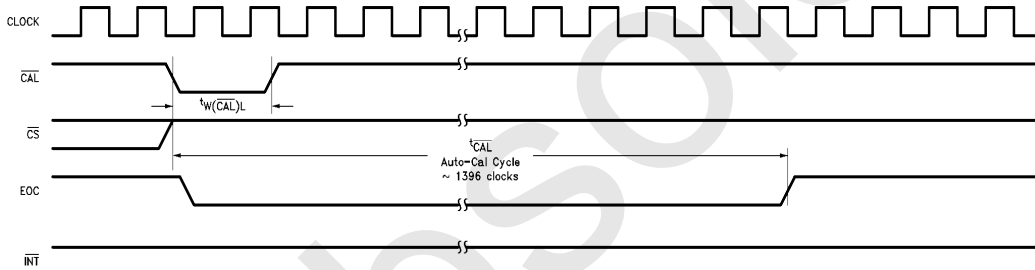 CLOCK
CAL
tW(CAL)L
CS
tCAL
Auto-Cal Cycle
~ 1396 clocks
EOC
INT